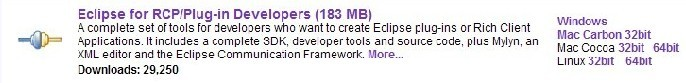 Eclipse for RCP/Plug-in Developers (183 MB)
A complete set of tools for developers who want to create Eclipse plug-ins or Rich Client
Applications. It includes a complete SDK, developer tools and source code, plus Mylyn, an
XML editor and the Eclipse Communication Framework. More...
Downloads: 29,250
Windows
Mac Carbon 32bit
Mac Cocoa 32bit 64bit
Linux 32bit 64bit